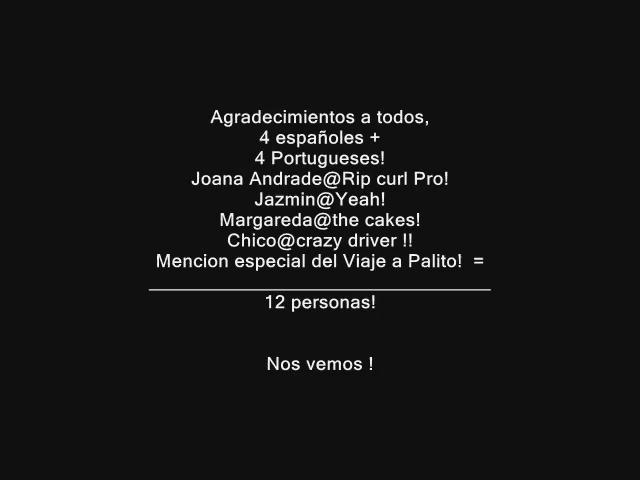 Agradecimientos a todos,
4 españoles +
4 Portugueses!
Joana Andrade@Rip curl Pro!
Jazmin@Yeah!
Margareda@the cakes!
Chico@crazy driver !!
Mencion especial del Viaje a Palito!  =
12 personas!
Nos vemos !